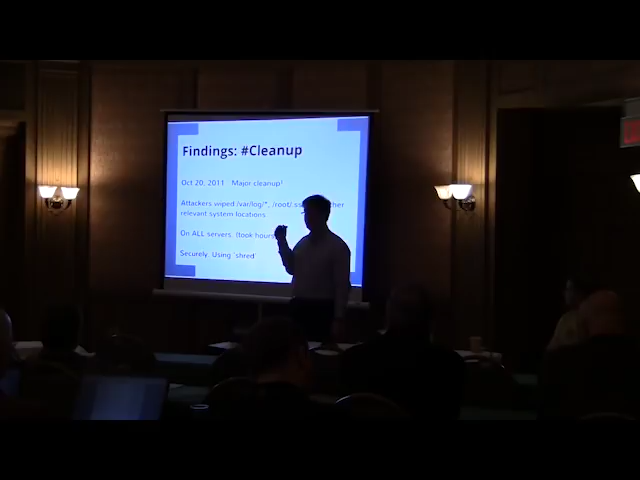 Findings: #Cleanup
Oct 20, 2011 Major cleanup!
Attackers wiped /var/log/*, /root/.ss
relevant system locations
On ALL servers. (took hours
Securely. Using 'shred'